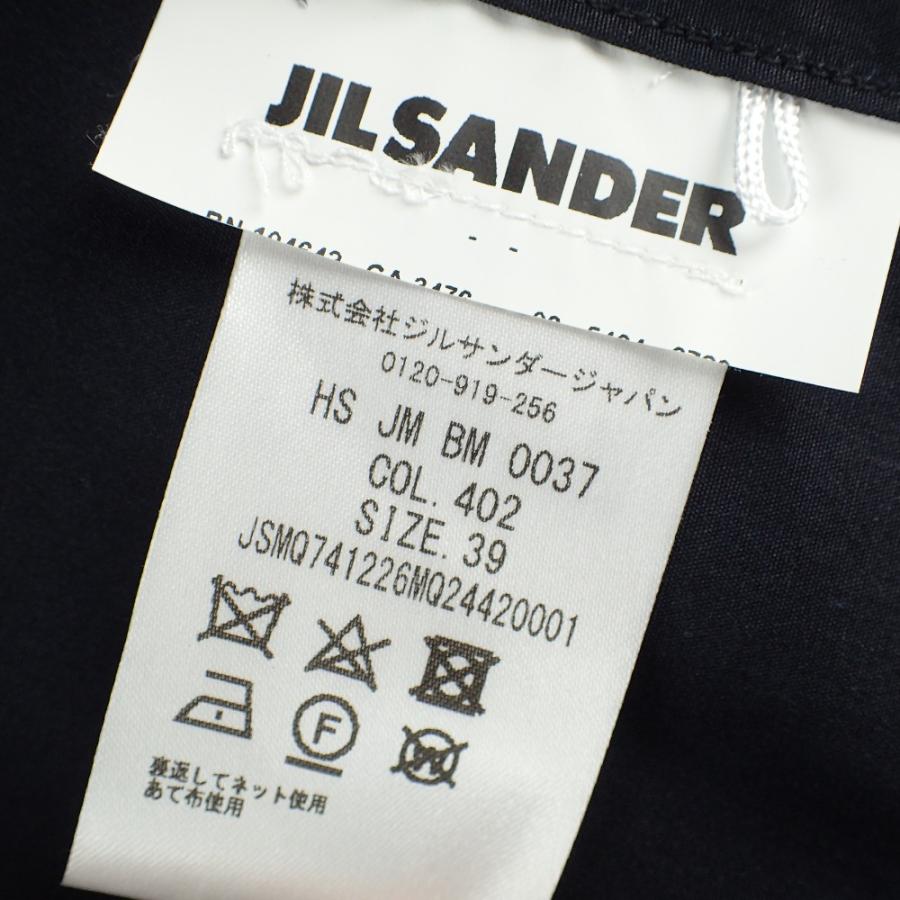 JILSANDER
- -
株式会社ジルサンダージャパン
0120-919-256
HS JM BM 0037
COL. 402
SIZE. 39
JSMQ741226MQ24420001
F
W
裏返してネット使用
あて布使用